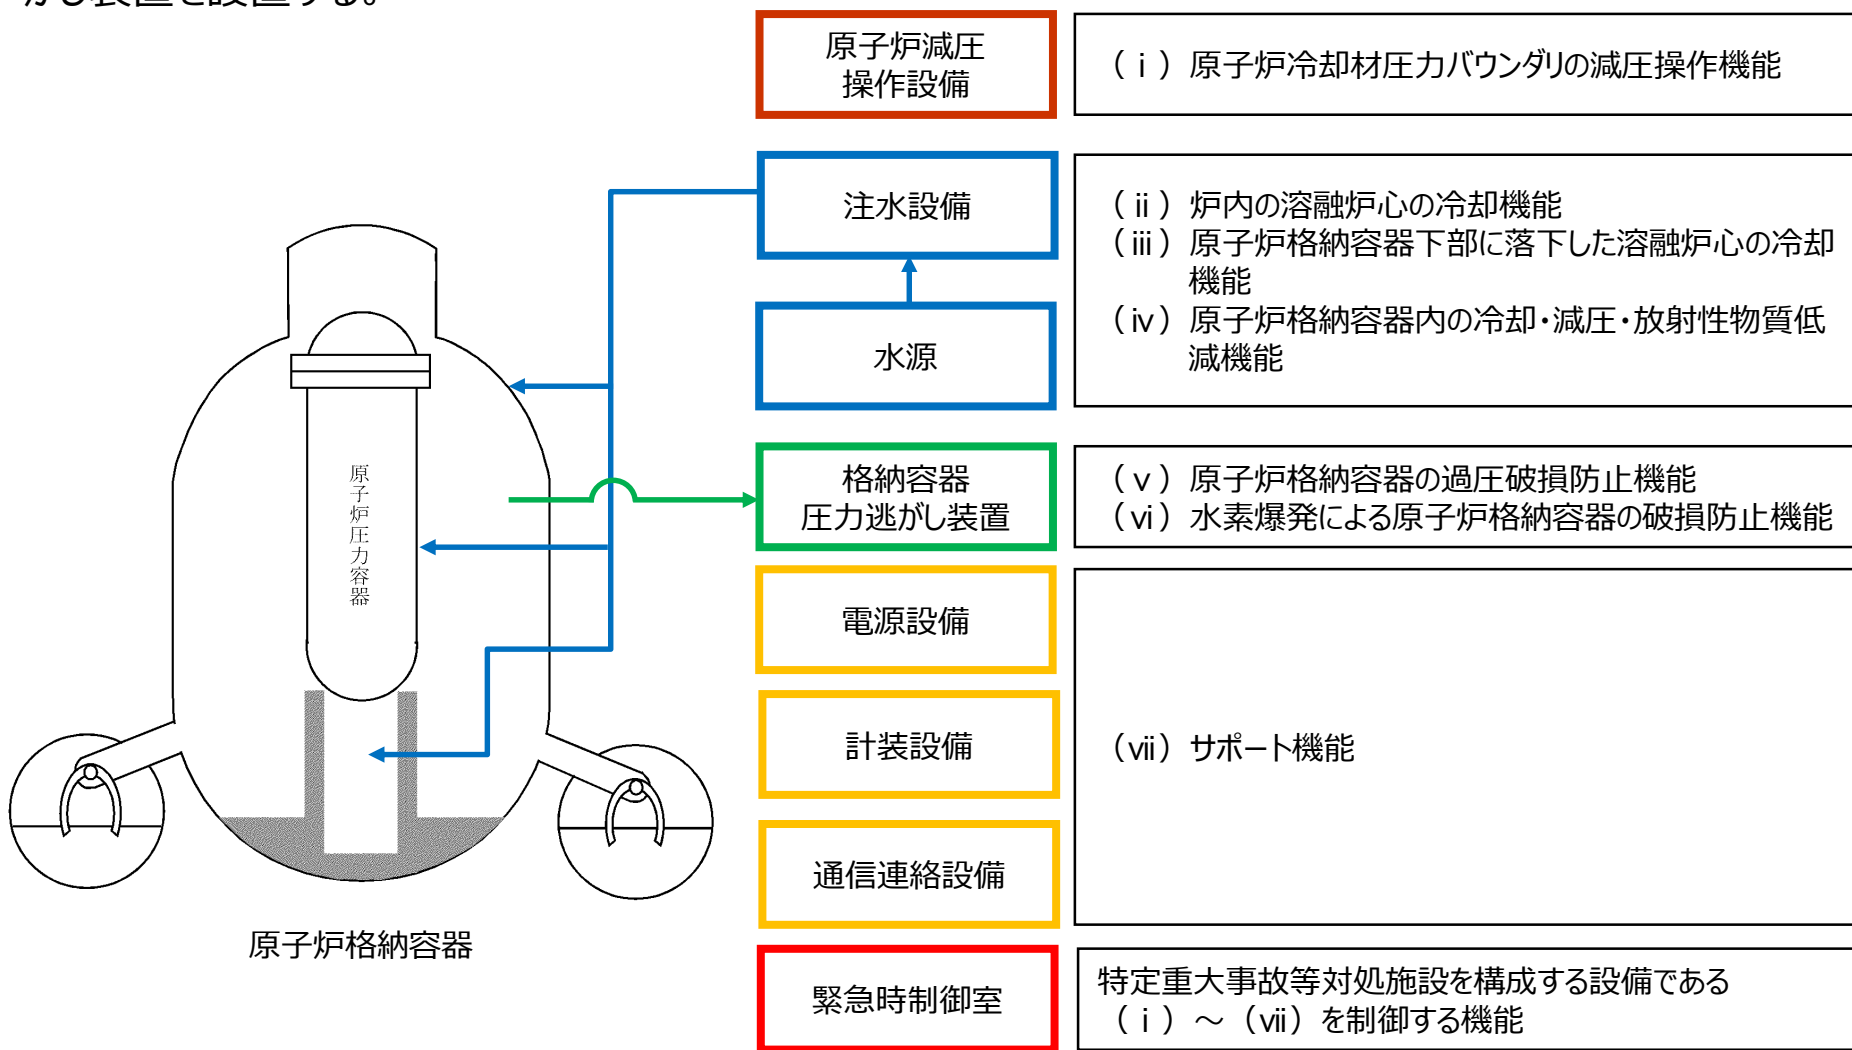 がし装置を設置する。
原子炉減圧
操作設備
（ⅰ）原子炉冷却材圧力バウンダリの減圧操作機能
注水設備
水源
（ⅱ）炉内の溶融炉心の冷却機能
（ⅲ）原子炉格納容器下部に落下した溶融炉心の冷却
機能
（ⅳ）原子炉格納容器内の冷却・減圧・放射性物質低
減機能
格納容器
圧力逃がし装置
（ⅴ）原子炉格納容器の過圧破損防止機能
（ⅵ）水素爆発による原子炉格納容器の破損防止機能
電源設備
計装設備
通信連絡設備
（ⅶ）サポート機能
緊急時制御室
特定重大事故等対処施設を構成する設備である
（ⅰ）～（ⅶ）を制御する機能
原子炉圧力容器
原子炉格納容器